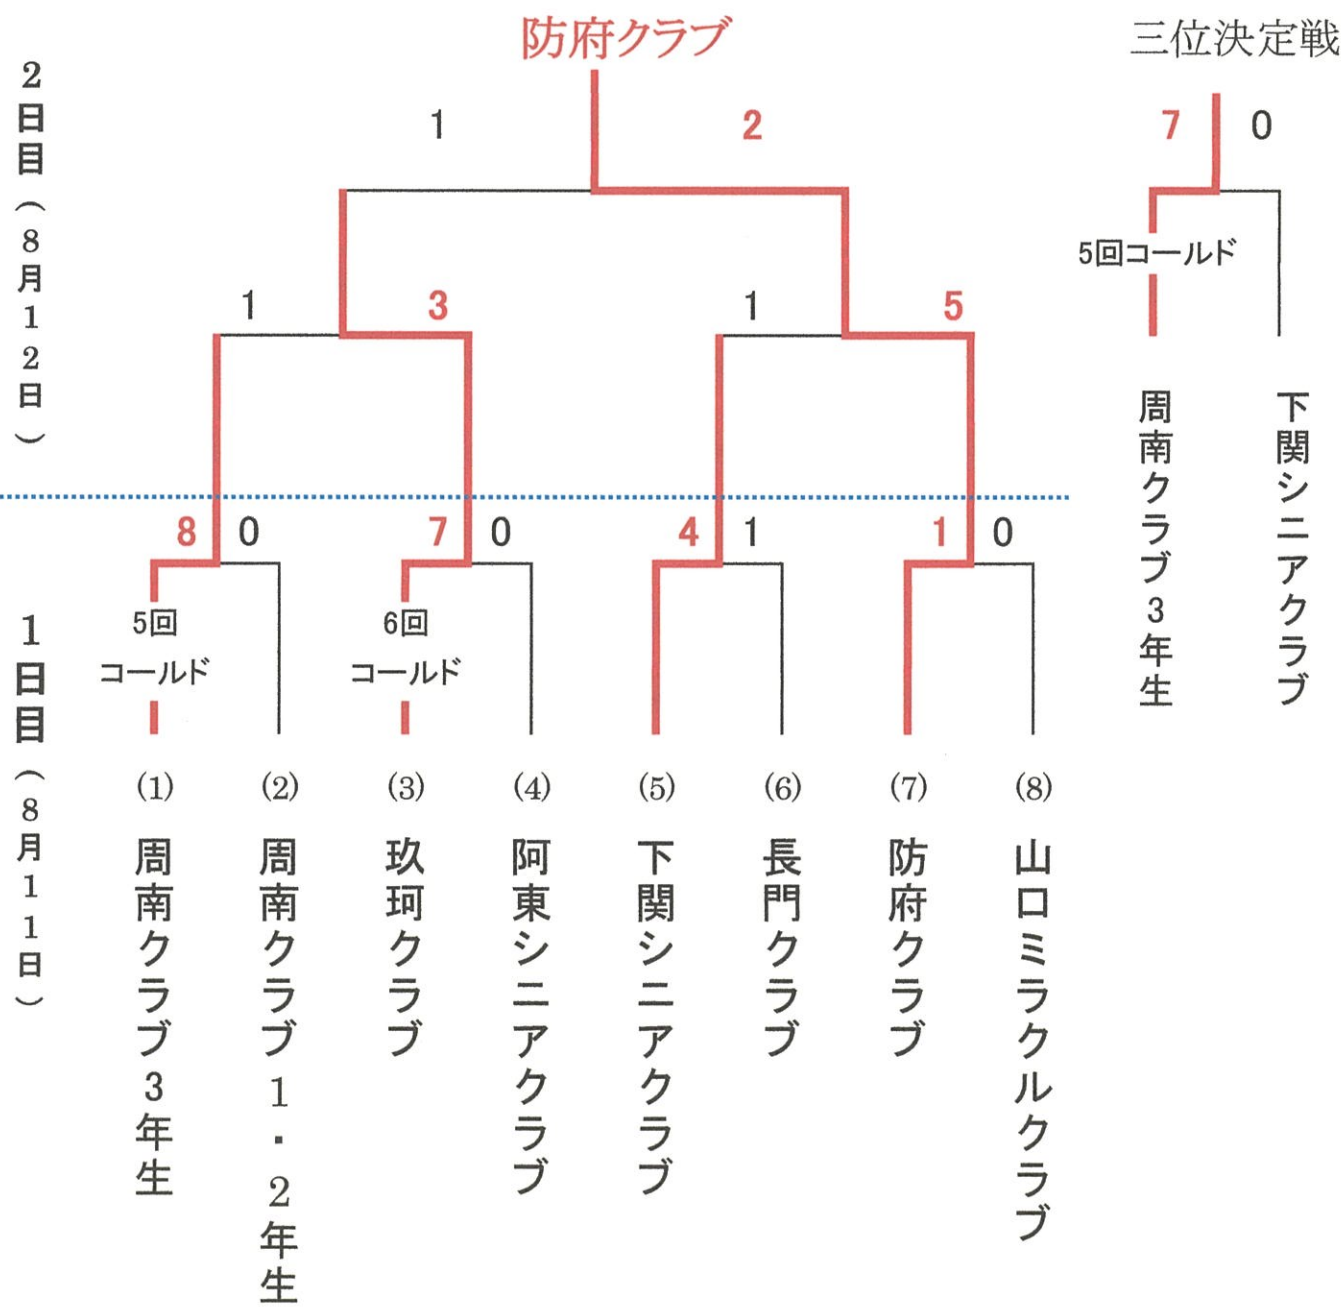 防府クラブ
三位決定戦
2日目(8月12日)
1
2
7
0
5回コールド
1
3
1
5
周南クラブ3年生
下関シニアクラブ
8
0
7
0
4
1
1
0
1日目(8月11日)
5回
コールド
6回
コールド
(1)
周南クラブ3年生
(2)
周南クラブ1・2年生
(3)
玖珂クラブ
(4)
阿東シニアクラブ
(5)
下関シニアクラブ
(6)
長門クラブ
(7)
防府クラブ
(8)
山口ミラクルクラブ